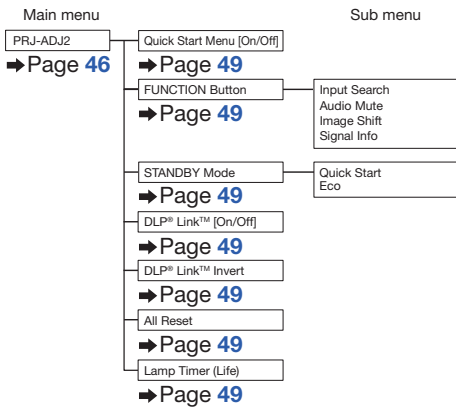 Main menu
Sub menu
PRJ-ADJ2
➡Page 46
Quick Start Menu [On/Off]
➡Page 49
FUNCTION Button
➡Page 49
Input Search
Audio Mute
Image Shift
Signal Info
STANDBY Mode
➡Page 49
Quick Start
Eco
DLP® Link™ [On/Off]
➡Page 49
DLP® Link™ Invert
➡Page 49
All Reset
➡Page 49
Lamp Timer (Life)
➡Page 49